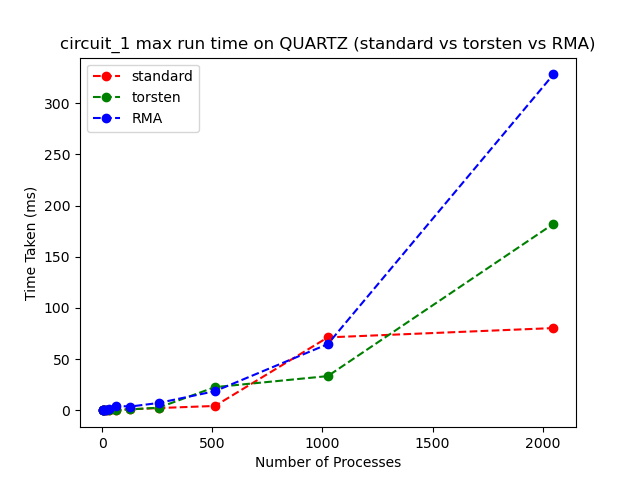 circuit_1 max run time on QUARTZ (standard vs torsten vs RMA)
standard
torsten
RMA
300
250
200
150
100
50
0
Time Taken (ms)
0 500 1000 1500 2000
Number of Processes